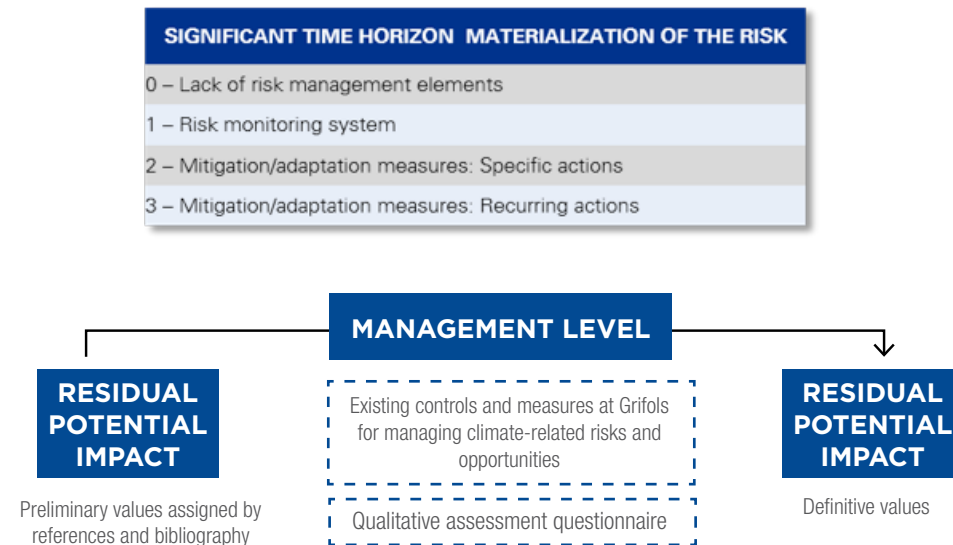 SIGNIFICANT TIME HORIZON MATERIALIZATION OF THE RISK
0 – Lack of risk management elements
1 – Risk monitoring system
2 – Mitigation/adaptation measures: Specific actions
3 – Mitigation/adaptation measures: Recurring actions
MANAGEMENT LEVEL
RESIDUAL
POTENTIAL
IMPACT
Preliminary values assigned by
references and bibliography
Existing controls and measures at Grifols
for managing climate-related risks and
opportunities
Qualitative assessment questionnaire
RESIDUAL
POTENTIAL
IMPACT
Definitive values